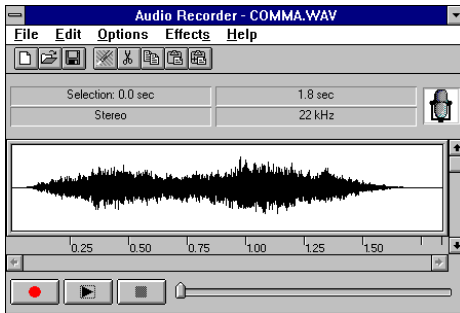 Audio Recorder - COMMA.WAV
File Edit Options Effects Help
Selection: 0.0 sec 1.8 sec
Stereo 22 kHz
0.25 0.50 0.75 1.00 1.25 1.50